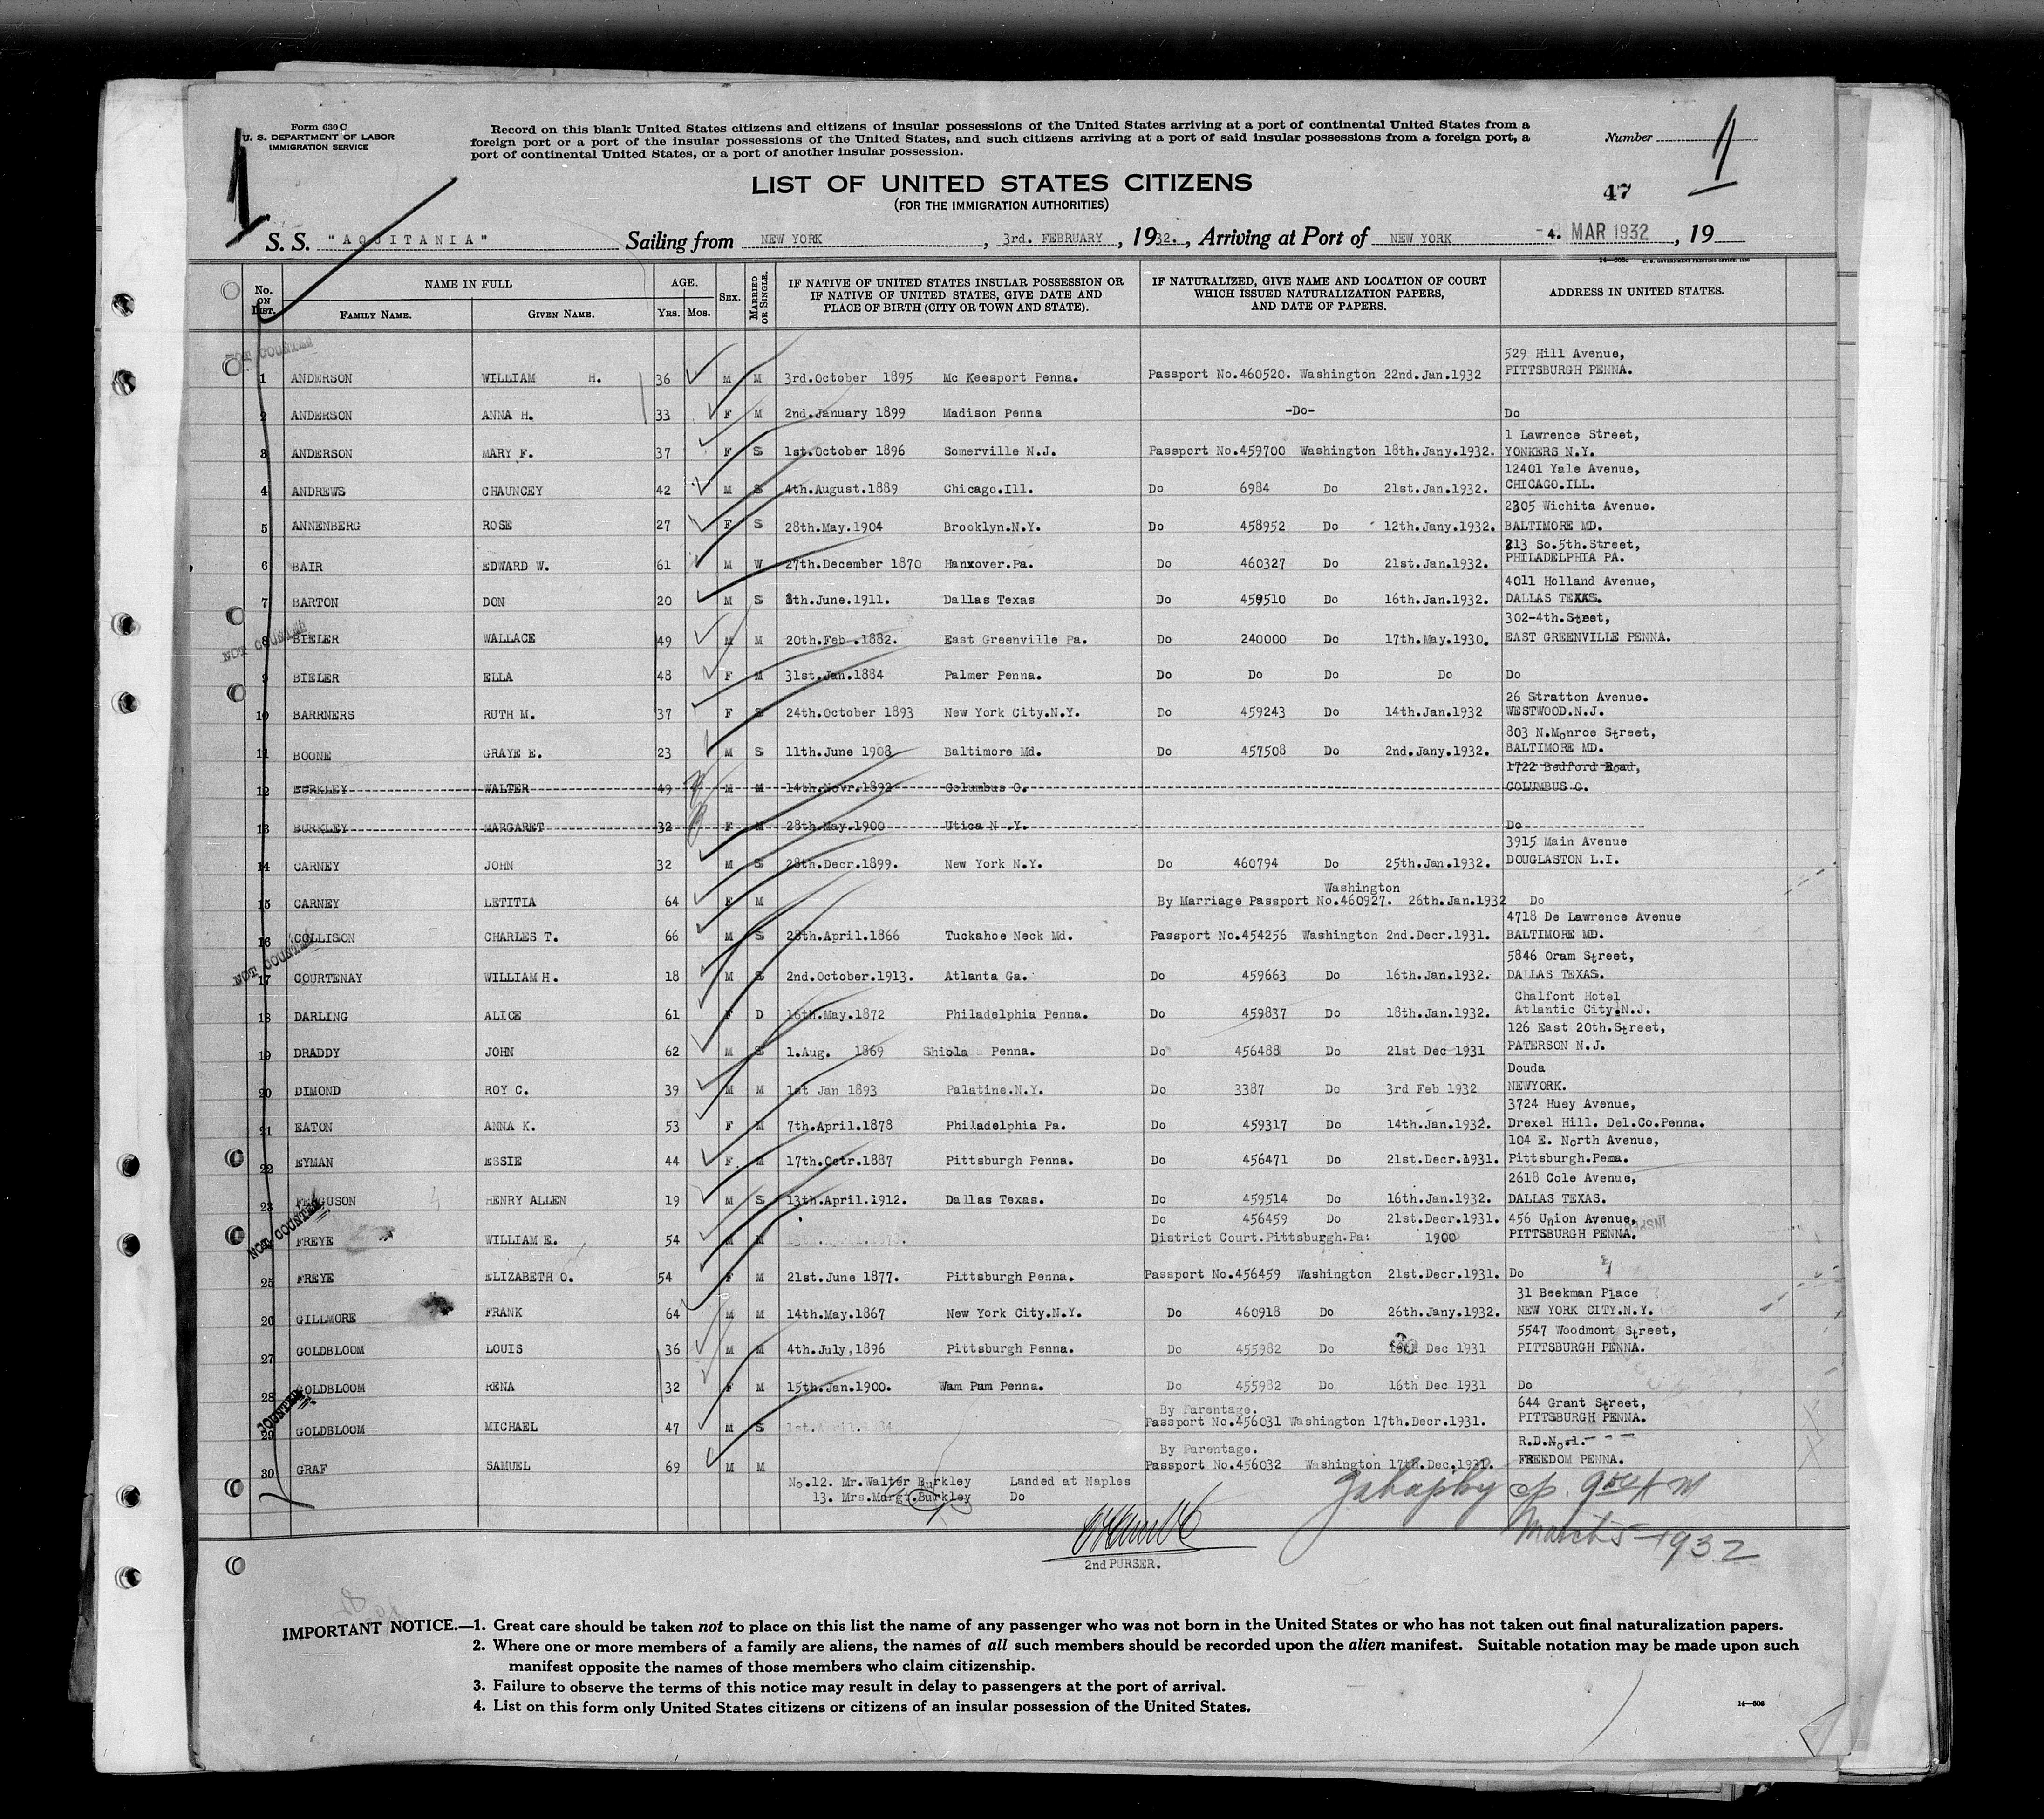 Form 630 C
U. S. DEPARTMENT OF LABOR
IMMIGRATION SERVICE
Record on this blank United States citizens and citizens of insular possessions of the United States arriving at a port of continental United States from a
foreign port or a port of the insular possessions of the United States, and such citizens arriving at a port of said insular possessions from a foreign port, a
port of continental United States, or a port of another insular possession.
Number 1
1
LIST OF UNITED STATES CITIZENS
(FOR THE IMMIGRATION AUTHORITIES)
47
S. S. "AQUITANIA" Sailing from NEW YORK, 3rd. FEBRUARY, 1932., Arriving at Port of NEW YORK -4. MAR 1932, 19
14—606c U. S. GOVERNMENT PRINTING OFFICE: 1930
No. ON LIST. NAME IN FULL FAMILY NAME. GIVEN NAME. AGE. YRS. MOS. SEX. MARRIED OR SINGLE. IF NATIVE OF UNITED STATES INSULAR POSSESSION OR IF NATIVE OF UNITED STATES, GIVE DATE AND PLACE OF BIRTH (CITY OR TOWN AND STATE). IF NATURALIZED, GIVE NAME AND LOCATION OF COURT WHICH ISSUED NATURALIZATION PAPERS, AND DATE OF PAPERS. ADDRESS IN UNITED STATES.
NOT COUNTED
529 Hill Avenue,
1 ANDERSON WILLIAM H. 36 M M 3rd.October 1895 Mc Keesport Penna. Passport No.460520. Washington 22nd.Jan.1932 PITTSBURGH PENNA.
2 ANDERSON ANNA H. 33 F M 2nd.January 1899 Madison Penna -Do- Do
1 Lawrence Street,
3 ANDERSON MARY F. 37 F S 1st.October 1896 Somerville N.J. Passport No.459700 Washington 18th.Jany.1932. YONKERS N.Y.
12401 Yale Avenue,
4 ANDREWS CHAUNCEY 42 M S 4th.August.1889 Chicago.Ill. Do 6984 Do 21st.Jan.1932. CHICAGO.ILL.
2305 Wichita Avenue.
5 ANNENBERG ROSE 27 F S 28th.May.1904 Brooklyn.N.Y. Do 458952 Do 12th.Jany.1932. BALTIMORE MD.
213 So.5th.Street,
6 BAIR EDWARD W. 61 M W 27th.December 1870 Hanxover.Pa. Do 460327 Do 21st.Jan.1932. PHILADELPHIA PA.
4011 Holland Avenue,
7 BARTON DON 20 M S 8th.June.1911. Dallas Texas Do 459510 Do 16th.Jan.1932. DALLAS TEXAS.
302-4th.Street,
NOT COUNTED
8 BIELER WALLACE 49 M M 20th.Feb .1882. East Greenville Pa. Do 240000 Do 17th.May.1930. EAST GREENVILLE PENNA.
9 BIELER ELLA 48 F M 31st.Jan.1884 Palmer Penna. Do Do Do Do Do
26 Stratton Avenue.
10 BARRNERS RUTH M. 37 F S 24th.October 1893 New York City.N.Y. Do 459243 Do 14th.Jan.1932 WESTWOOD.N.J.
803 N.Monroe Street,
11 BOONE GRAYE E. 23 M S 11th.June 1908 Baltimore Md. Do 457508 Do 2nd.Jany.1932. BALTIMORE MD.
1722 Bedford Road,
12 BURKLEY WALTER 49 M M 14th.Novr.1892 Columbus O. COLUMBUS O.
13 BURKLEY MARGARET 32 F M 28th.May.1900 Utica N .Y. Do
3915 Main Avenue
14 CARNEY JOHN 32 M S 28th.Decr.1899. New York N.Y. Do 460794 Do 25th.Jan.1932. DOUGLASTON L.I.
Washington
15 CARNEY LETITIA 64 F M By Marriage Passport No.460927. 26th.Jan.1932 Do
4718 De Lawrence Avenue
16 COLLISON CHARLES T. 66 M S 28th.April.1866 Tuckahoe Neck Md. Passport No.454256 Washington 2nd.Decr.1931. BALTIMORE MD.
NOT COUNTED
5846 Oram Street,
17 COURTENAY WILLIAM H. 18 M S 2nd.October.1913. Atlanta Ga. Do 459663 Do 16th.Jan.1932. DALLAS TEXAS.
Chalfont Hotel
18 DARLING ALICE 61 F D 16th.May.1872 Philadelphia Penna. Do 459837 Do 18th.Jan.1932. Atlantic City.N.J.
126 East 20th.Street,
19 DRADDY JOHN 62 M S 1.Aug. 1869 Shiola Penna. Do 456488 Do 21st Dec 1931 PATERSON N.J.
Douda
20 DIMOND ROY C. 39 M M 1st Jan 1893 Palatine.N.Y. Do 3387 Do 3rd Feb 1932 NEWYORK.
3724 Huey Avenue,
21 EATON ANNA K. 53 F M 7th.April.1878 Philadelphia Pa. Do 459317 Do 14th.Jan.1932. Drexel Hill. Del.Co.Penna.
104 E. North Avenue,
22 EYMAN ESSIE 44 F. M 17th.Octr.1887 Pittsburgh Penna. Do 456471 Do 21st.Decr.1931. Pittsburgh.Penna.
2618 Cole Avenue,
23 FERGUSON HENRY ALLEN 19 M S 13th.April.1912. Dallas Texas. Do 459514 Do 16th.Jan.1932. DALLAS TEXAS.
NOT COUNTED
Do 456459 Do 21st.Decr.1931. 456 Union Avenue,
FREYE WILLIAM E. 54 M M District Court.Pittsburgh.Pa: 1900 PITTSBURGH PENNA.
25 FREYE ELIZABETH O. 54 F M 21st.June 1877. Pittsburgh Penna. Passport No.456459 Washington 21st.Decr.1931. Do
31 Beekman Place
26 GILLMORE FRANK 64 M M 14th.May.1867 New York City.N.Y. Do 460918 Do 26th.Jany.1932. NEW YORK CITY.N.Y.
5547 Woodmont Street,
27 GOLDBLOOM LOUIS 36 M M 4th.July,1896 Pittsburgh Penna. Do 455982 Do Dec 1931 PITTSBURGH PENNA.
28 GOLDBLOOM RENA 32 F M 15th.Jan.1900. Wam Pum Penna. Do 455982 Do 16th Dec 1931 Do
COUNTED
By Parentage. 644 Grant Street,
29 GOLDBLOOM MICHAEL 47 M S Passport No.456031 Washington 17th.Decr.1931. PITTSBURGH PENNA.
By Parentage. R.D.No.1.---
30 GRAF SAMUEL 69 M M Passport No.456032 Washington 17th.Dec.1931. FREEDOM PENNA.
No.12. Mr.Walter Burkley Landed at Naples
13. Mrs.Margt.Burkley Do
March 5 - 1932
2nd PURSER.
IMPORTANT NOTICE.—1. Great care should be taken not to place on this list the name of any passenger who was not born in the United States or who has not taken out final naturalization papers.
2. Where one or more members of a family are aliens, the names of all such members should be recorded upon the alien manifest. Suitable notation may be made upon such
manifest opposite the names of those members who claim citizenship.
3. Failure to observe the terms of this notice may result in delay to passengers at the port of arrival.
4. List on this form only United States citizens or citizens of an insular possession of the United States.
14—606